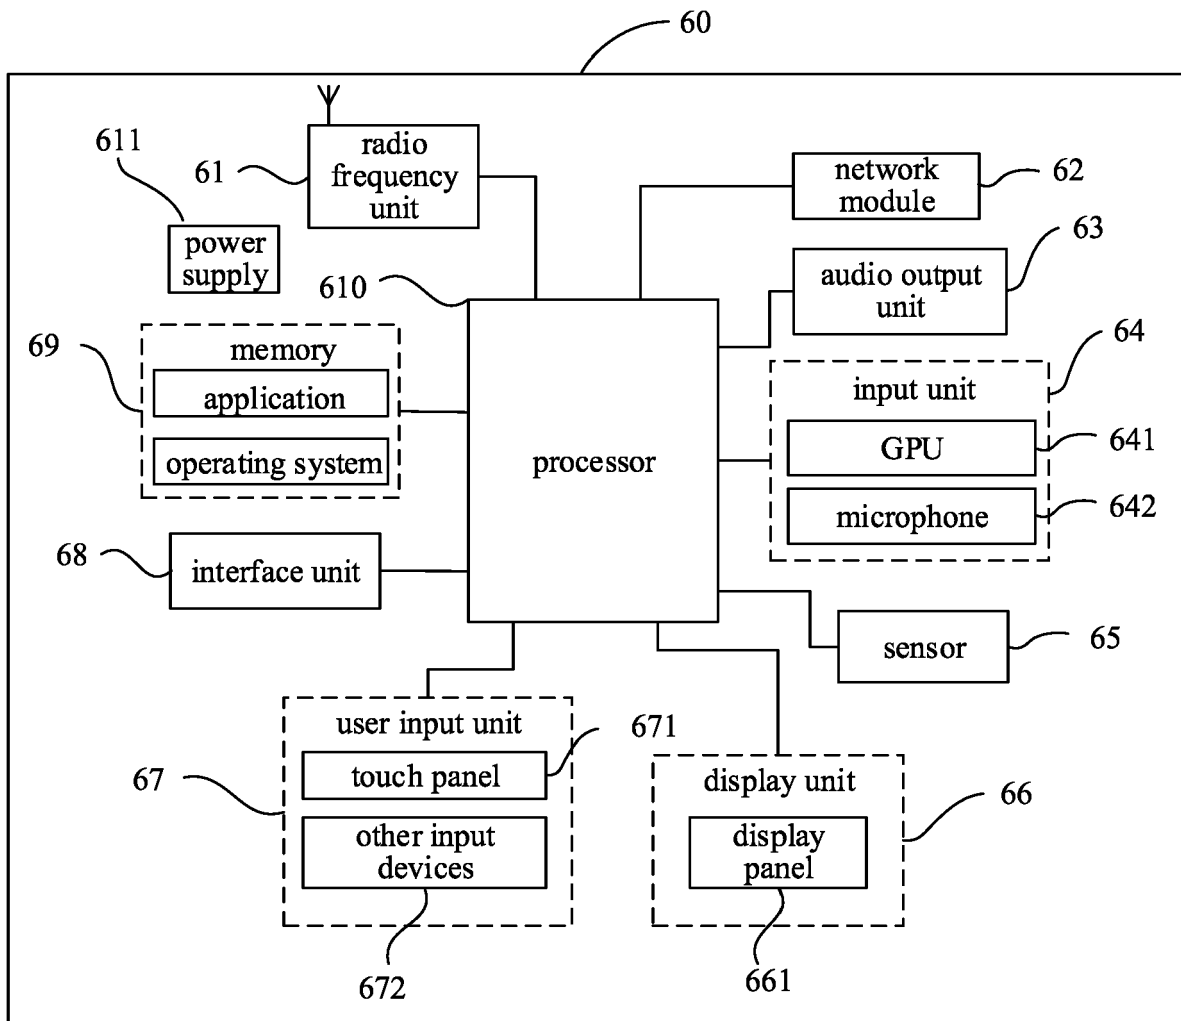 60
611
61
radio
frequency
unit
network
module
62
power
supply
63
audio output
unit
610
69
memory
application
operating system
processor
64
input unit
GPU
641
microphone
642
68
interface unit
sensor
65
user input unit
671
touch panel
67
other input
devices
672
display unit
66
display
panel
661